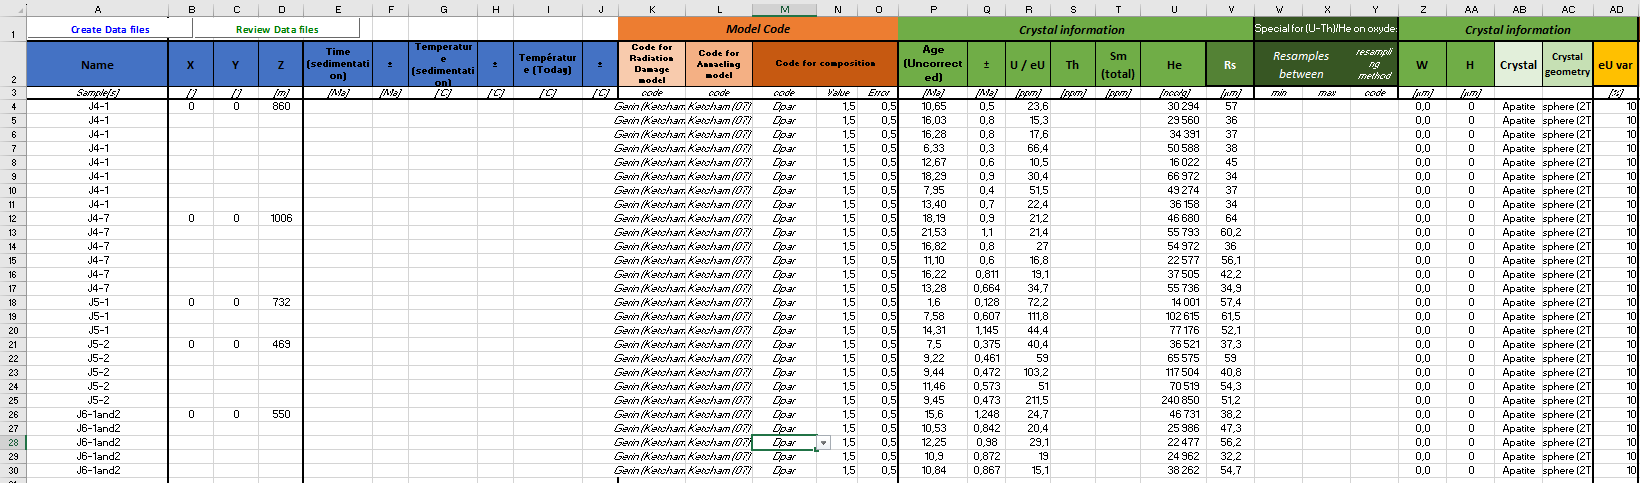 A B C D E F G H I J K L M N O P Q R S T U V W X Y Z AA AB AC AD
1 Create Data files Review Data files Model Code Crystal information Special for (U-Th)/He on oxyde: Crystal information
2 Name X Y Z Time (sedimentati on) ± Temperatur e (sedimentati on) ± Températur e (Today) ± Code for Radiation Damage model Code for Annaeling model Code for composition Age (Uncorrect ed) ± U / eU Th Sm (total) He Rs Resamples between resampli ng method W H Crystal Crystal geometry eU var
3 Sample[s] [] [] [m] [Ma] [Ma] [°C] [°C] [°C] [°C] code code code Value Error [Ma] [Ma] [ppm] [ppm] [ppm] [ncc/g] [µm] min max code [µm] [µm] [%]
4 J4-1 0 0 860 Gerin (Ketcham Ketcham (07) Dpar 1,5 0,5 10,65 0,5 23,6 30 294 57 0,0 0 Apatite sphere (2T 10
5 J4-1 Gerin (Ketcham Ketcham (07) Dpar 1,5 0,5 16,03 0,8 15,3 29 560 36 0,0 0 Apatite sphere (2T 10
6 J4-1 Gerin (Ketcham Ketcham (07) Dpar 1,5 0,5 16,28 0,8 17,6 34 391 37 0,0 0 Apatite sphere (2T 10
7 J4-1 Gerin (Ketcham Ketcham (07) Dpar 1,5 0,5 6,33 0,3 66,4 50 588 38 0,0 0 Apatite sphere (2T 10
8 J4-1 Gerin (Ketcham Ketcham (07) Dpar 1,5 0,5 12,67 0,6 10,5 16 022 45 0,0 0 Apatite sphere (2T 10
9 J4-1 Gerin (Ketcham Ketcham (07) Dpar 1,5 0,5 18,29 0,9 30,4 66 972 34 0,0 0 Apatite sphere (2T 10
10 J4-1 Gerin (Ketcham Ketcham (07) Dpar 1,5 0,5 7,95 0,4 51,5 49 274 37 0,0 0 Apatite sphere (2T 10
11 J4-1 Gerin (Ketcham Ketcham (07) Dpar 1,5 0,5 13,40 0,7 22,4 36 158 34 0,0 0 Apatite sphere (2T 10
12 J4-7 0 0 1006 Gerin (Ketcham Ketcham (07) Dpar 1,5 0,5 18,19 0,9 21,2 46 680 64 0,0 0 Apatite sphere (2T 10
13 J4-7 Gerin (Ketcham Ketcham (07) Dpar 1,5 0,5 21,53 1,1 21,4 55 793 60,2 0,0 0 Apatite sphere (2T 10
14 J4-7 Gerin (Ketcham Ketcham (07) Dpar 1,5 0,5 16,82 0,8 27 54 972 36 0,0 0 Apatite sphere (2T 10
15 J4-7 Gerin (Ketcham Ketcham (07) Dpar 1,5 0,5 11,10 0,6 16,8 22 577 56,1 0,0 0 Apatite sphere (2T 10
16 J4-7 Gerin (Ketcham Ketcham (07) Dpar 1,5 0,5 16,22 0,811 19,1 37 505 42,2 0,0 0 Apatite sphere (2T 10
17 J4-7 Gerin (Ketcham Ketcham (07) Dpar 1,5 0,5 13,28 0,664 34,7 55 736 34,9 0,0 0 Apatite sphere (2T 10
18 J5-1 0 0 732 Gerin (Ketcham Ketcham (07) Dpar 1,5 0,5 1,6 0,128 72,2 14 001 57,4 0,0 0 Apatite sphere (2T 10
19 J5-1 Gerin (Ketcham Ketcham (07) Dpar 1,5 0,5 7,58 0,607 111,8 102 615 61,5 0,0 0 Apatite sphere (2T 10
20 J5-1 Gerin (Ketcham Ketcham (07) Dpar 1,5 0,5 14,31 1,145 44,4 77 176 52,1 0,0 0 Apatite sphere (2T 10
21 J5-2 0 0 469 Gerin (Ketcham Ketcham (07) Dpar 1,5 0,5 7,5 0,375 40,4 36 521 37,3 0,0 0 Apatite sphere (2T 10
22 J5-2 Gerin (Ketcham Ketcham (07) Dpar 1,5 0,5 9,22 0,461 59 65 575 59 0,0 0 Apatite sphere (2T 10
23 J5-2 Gerin (Ketcham Ketcham (07) Dpar 1,5 0,5 9,44 0,472 103,2 117 504 40,8 0,0 0 Apatite sphere (2T 10
24 J5-2 Gerin (Ketcham Ketcham (07) Dpar 1,5 0,5 11,46 0,573 51 70 519 54,3 0,0 0 Apatite sphere (2T 10
25 J5-2 Gerin (Ketcham Ketcham (07) Dpar 1,5 0,5 9,45 0,473 211,5 240 850 51,2 0,0 0 Apatite sphere (2T 10
26 J6-1and2 0 0 550 Gerin (Ketcham Ketcham (07) Dpar 1,5 0,5 15,6 1,248 24,7 46 731 38,2 0,0 0 Apatite sphere (2T 10
27 J6-1and2 Gerin (Ketcham Ketcham (07) Dpar 1,5 0,5 10,53 0,842 20,4 25 986 47,3 0,0 0 Apatite sphere (2T 10
28 J6-1and2 Gerin (Ketcham Ketcham (07) Dpar 1,5 0,5 12,25 0,98 29,1 22 477 56,2 0,0 0 Apatite sphere (2T 10
29 J6-1and2 Gerin (Ketcham Ketcham (07) Dpar 1,5 0,5 10,9 0,872 19 24 962 32,2 0,0 0 Apatite sphere (2T 10
30 J6-1and2 Gerin (Ketcham Ketcham (07) Dpar 1,5 0,5 10,84 0,867 15,1 38 262 54,7 0,0 0 Apatite sphere (2T 10